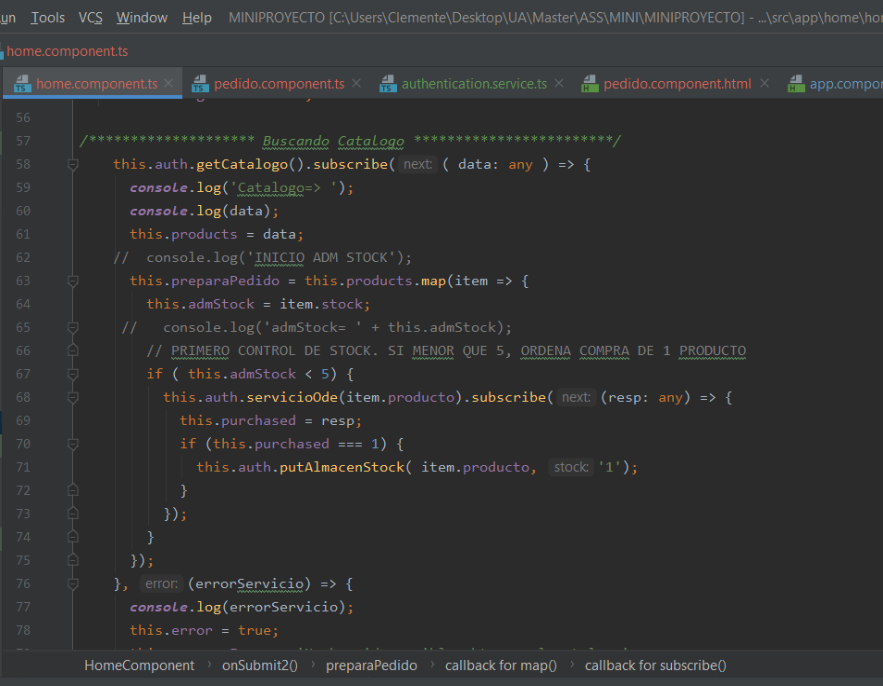 un Tools VCS Window Help MINIPROYECTO [C:\Users\Clemente\Desktop\UA\Master\ASS\MINI\MINIPROYECTO] - ...\src\app\home\hor
home.component.ts
home.component.ts pedido.component.ts authentication.service.ts pedido.component.html app.compor
56
57 /******************** Buscando Catalogo ************************/
58 this.auth.getCatalogo().subscribe( next: ( data: any ) => {
59 console.log('Catalogo=> ');
60 console.log(data);
61 this.products = data;
62 // console.log('INICIO ADM STOCK');
63 this.preparaPedido = this.products.map(item => {
64 this.admStock = item.stock;
65 // console.log('admStock= ' + this.admStock);
66 // PRIMERO CONTROL DE STOCK. SI MENOR QUE 5, ORDENA COMPRA DE 1 PRODUCTO
67 if ( this.admStock < 5) {
68 this.auth.servicioOde(item.producto).subscribe( next: (resp: any) => {
69 this.purchased = resp;
70 if (this.purchased === 1) {
71 this.auth.putAlmacenStock( item.producto, stock: '1');
72 }
73 });
74 }
75 });
76 }, error: (errorServicio) => {
77 console.log(errorServicio);
78 this.error = true;
HomeComponent › onSubmit2() › preparaPedido › callback for map() › callback for subscribe()